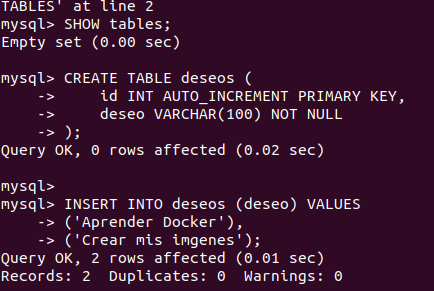 TABLES' at line 2
mysql> SHOW tables;
Empty set (0.00 sec)

mysql> CREATE TABLE deseos (
    ->     id INT AUTO_INCREMENT PRIMARY KEY,
    ->     deseo VARCHAR(100) NOT NULL
    -> );
Query OK, 0 rows affected (0.02 sec)

mysql>
mysql> INSERT INTO deseos (deseo) VALUES
    -> ('Aprender Docker'),
    -> ('Crear mis imgenes');
Query OK, 2 rows affected (0.01 sec)
Records: 2  Duplicates: 0  Warnings: 0